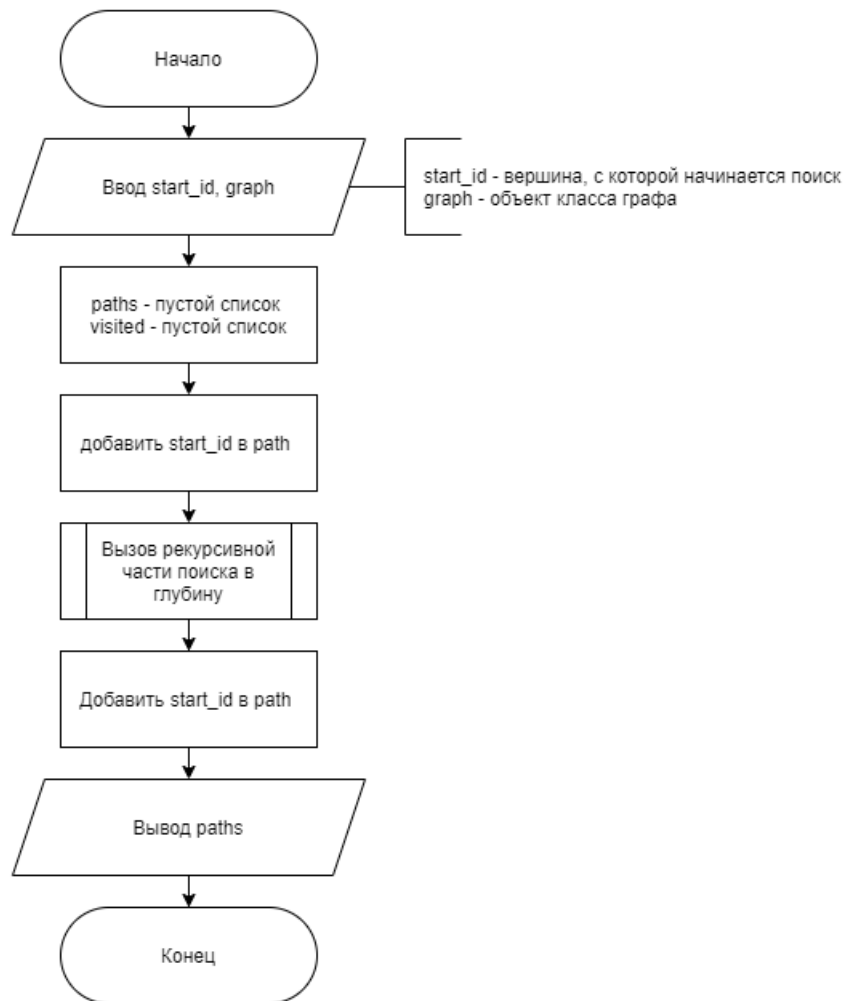 Начало
Ввод start_id, graph
start_id - вершина, с которой начинается поиск
graph - объект класса графа
paths - пустой список
visited - пустой список
добавить start_id в path
Вызов рекурсивной
части поиска в
глубину
Добавить start_id в path
Вывод paths
Конец